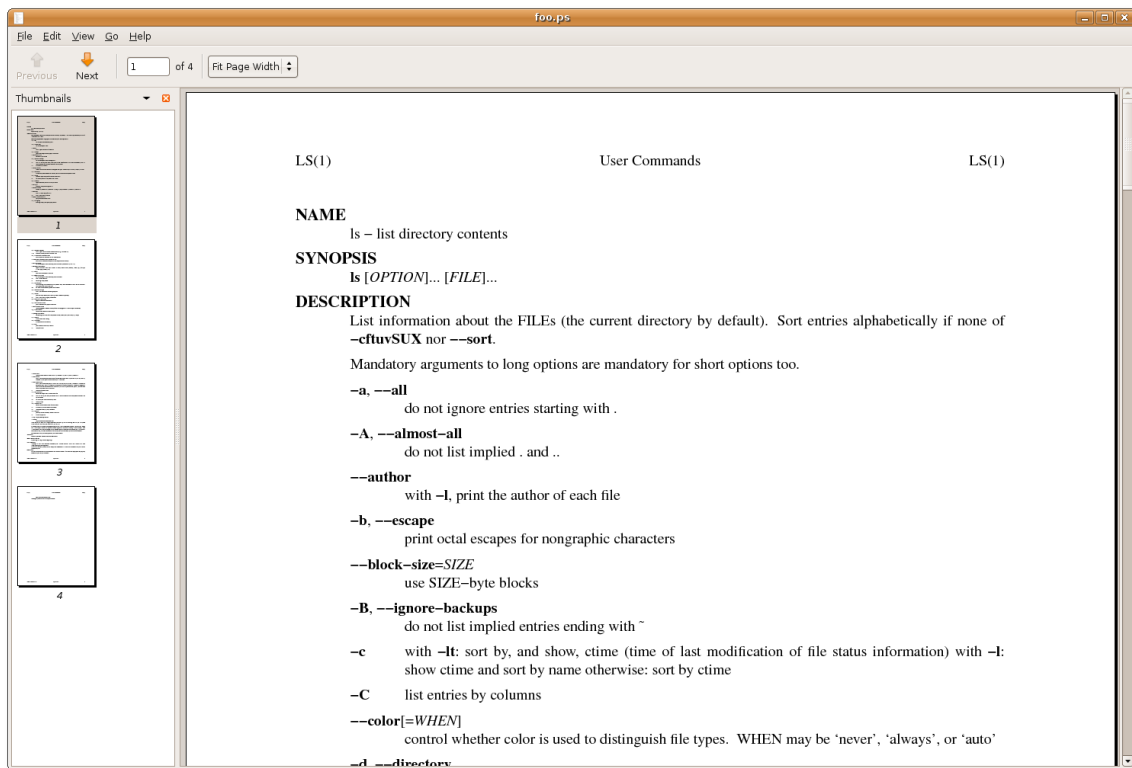 foo.ps
File Edit View Go Help
Previous Next 1 of 4 Fit Page Width
Thumbnails
1
2
3
4
LS(1) User Commands LS(1)
NAME
ls − list directory contents
SYNOPSIS
ls [OPTION]... [FILE]...
DESCRIPTION
List information about the FILEs (the current directory by default). Sort entries alphabetically if none of
−cftuvSUX nor −−sort.
Mandatory arguments to long options are mandatory for short options too.
−a, −−all
do not ignore entries starting with .
−A, −−almost−all
do not list implied . and ..
−−author
with −l, print the author of each file
−b, −−escape
print octal escapes for nongraphic characters
−−block−size=SIZE
use SIZE−byte blocks
−B, −−ignore−backups
do not list implied entries ending with ~
−c with −lt: sort by, and show, ctime (time of last modification of file status information) with −l:
show ctime and sort by name otherwise: sort by ctime
−C list entries by columns
−−color[=WHEN]
control whether color is used to distinguish file types. WHEN may be ‘never’, ‘always’, or ‘auto’
−d, −−directory